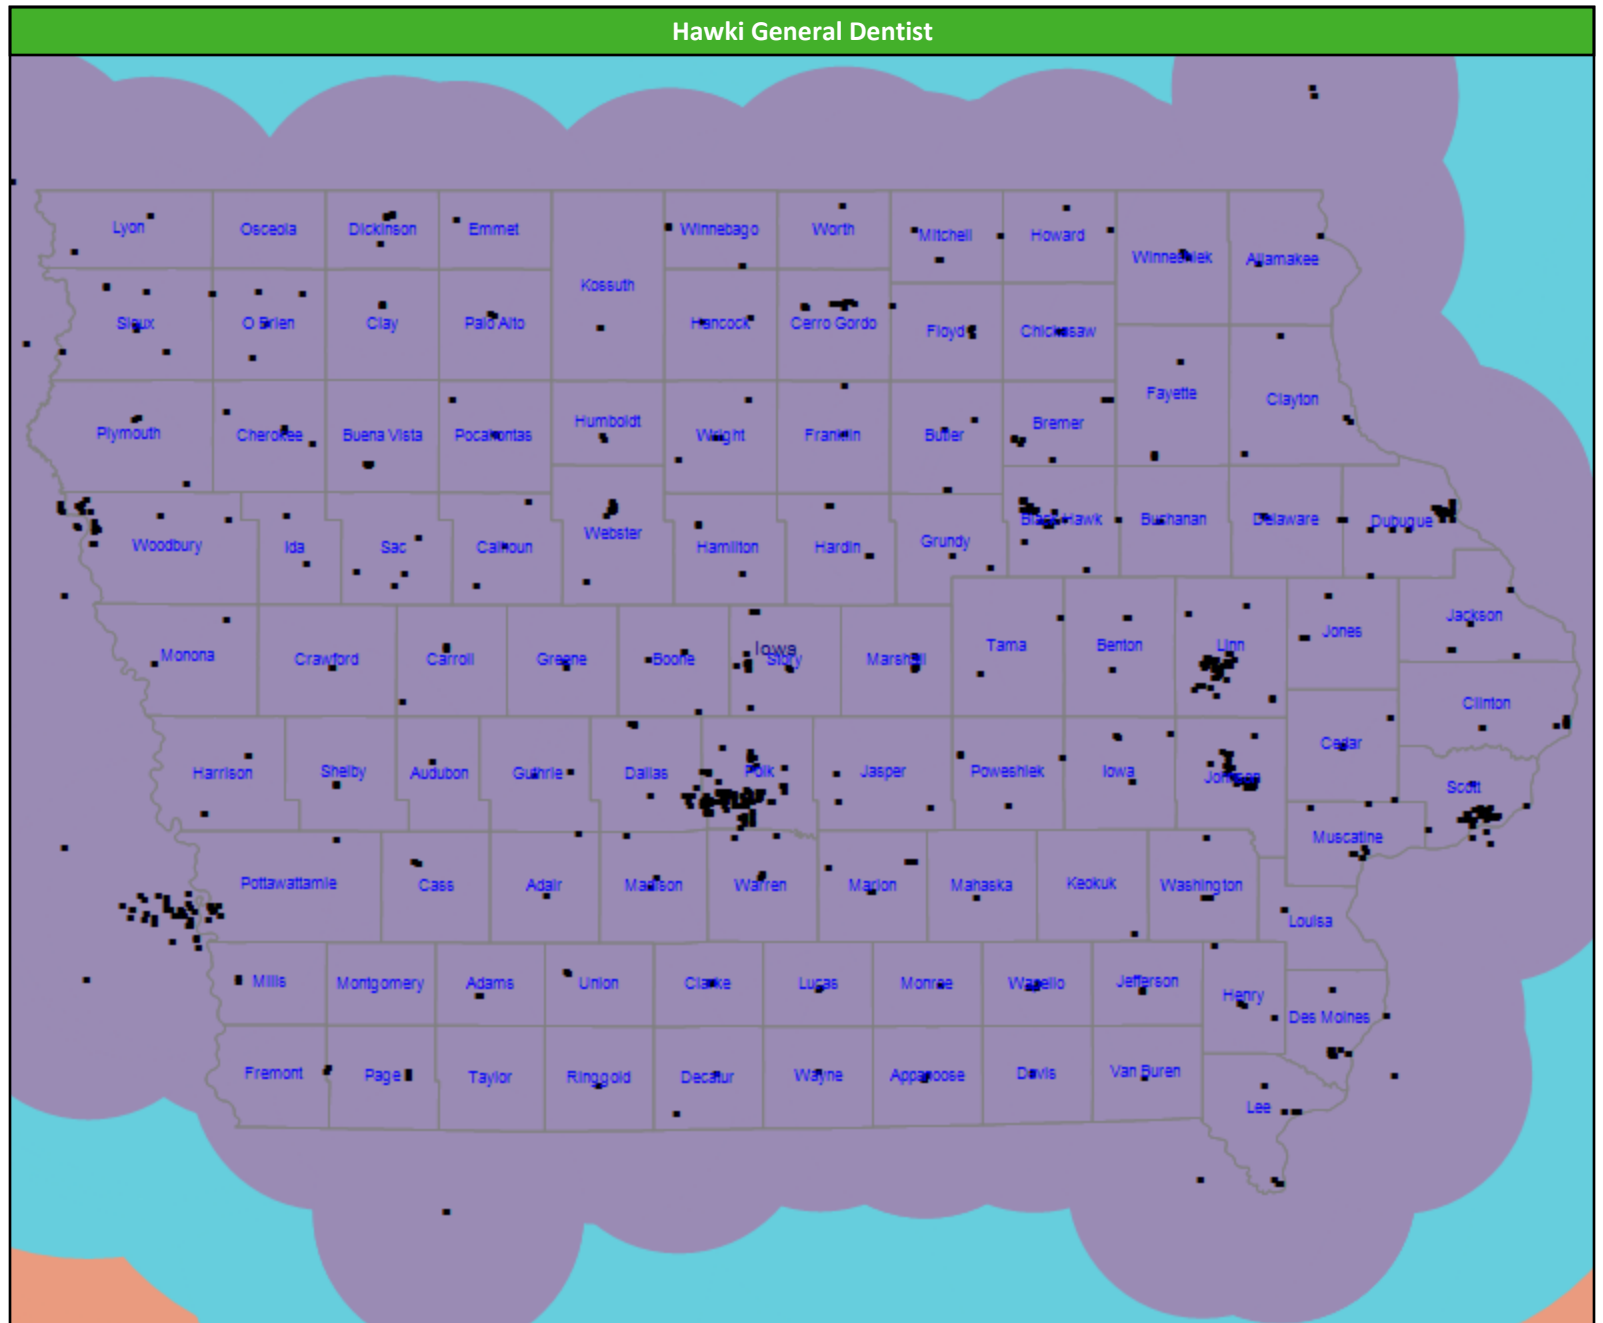 Hawki General Dentist
Lyon
Osceola
Dickinson
Emmet
Winnebago
Worth
Mitchell
Howard
Winneshiek
Allamakee
Kossuth
Sioux
O Brien
Clay
Palo Alto
Hancock
Cerro Gordo
Floyd
Chickasaw
Fayette
Clayton
Plymouth
Cherokee
Buena Vista
Pocahontas
Humboldt
Wright
Franklin
Butler
Bremer
Woodbury
Ida
Sac
Calhoun
Webster
Hamilton
Hardin
Grundy
Black Hawk
Buchanan
Delaware
Dubuque
Monona
Crawford
Carroll
Greene
Boone
Iowa
Story
Marshall
Tama
Benton
Linn
Jones
Jackson
Clinton
Harrison
Shelby
Audubon
Guthrie
Dallas
Polk
Jasper
Poweshiek
Iowa
Johnson
Cedar
Scott
Muscatine
Pottawattamie
Cass
Adair
Madison
Warren
Marion
Mahaska
Keokuk
Washington
Louisa
Mills
Montgomery
Adams
Union
Clarke
Lucas
Monroe
Wapello
Jefferson
Henry
Des Moines
Fremont
Page
Taylor
Ringgold
Decatur
Wayne
Appanoose
Davis
Van Buren
Lee